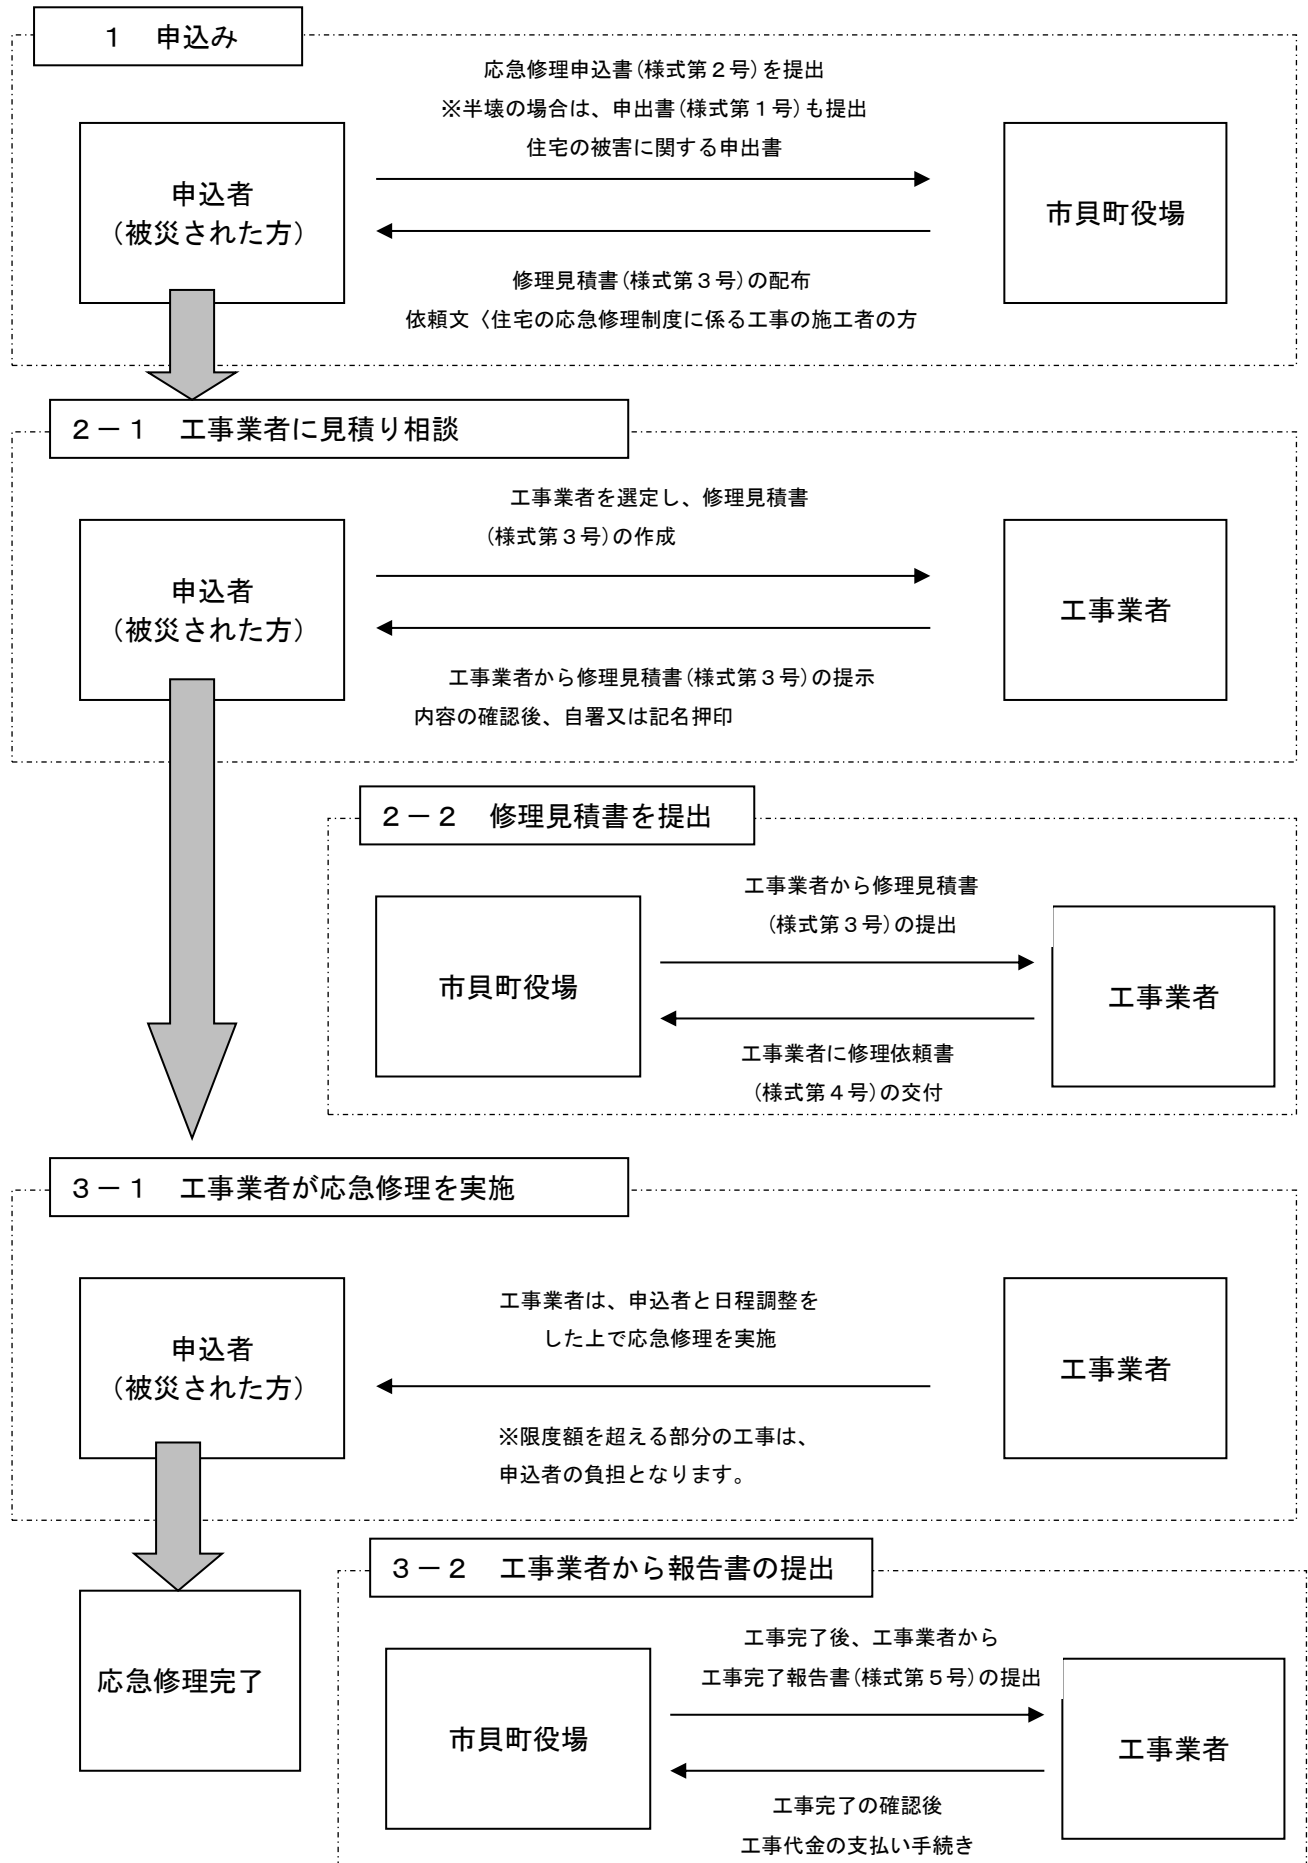 １　申込み
応急修理申込書(様式第２号)を提出
※半壊の場合は、申出書(様式第１号)も提出
住宅の被害に関する申出書
申込者
（被災された方）
市貝町役場
修理見積書(様式第３号)の配布
依頼文〈住宅の応急修理制度に係る工事の施工者の方
２－１　工事業者に見積り相談
工事業者を選定し、修理見積書
(様式第３号)の作成
申込者
（被災された方）
工事業者
工事業者から修理見積書(様式第３号)の提示
内容の確認後、自署又は記名押印
２－２　修理見積書を提出
工事業者から修理見積書
(様式第３号)の提出
市貝町役場
工事業者
工事業者に修理依頼書
(様式第４号)の交付
３－１　工事業者が応急修理を実施
工事業者は、申込者と日程調整を
した上で応急修理を実施
申込者
（被災された方）
工事業者
※限度額を超える部分の工事は、
申込者の負担となります。
３－２　工事業者から報告書の提出
応急修理完了
工事完了後、工事業者から
工事完了報告書(様式第５号)の提出
市貝町役場
工事業者
工事完了の確認後
工事代金の支払い手続き